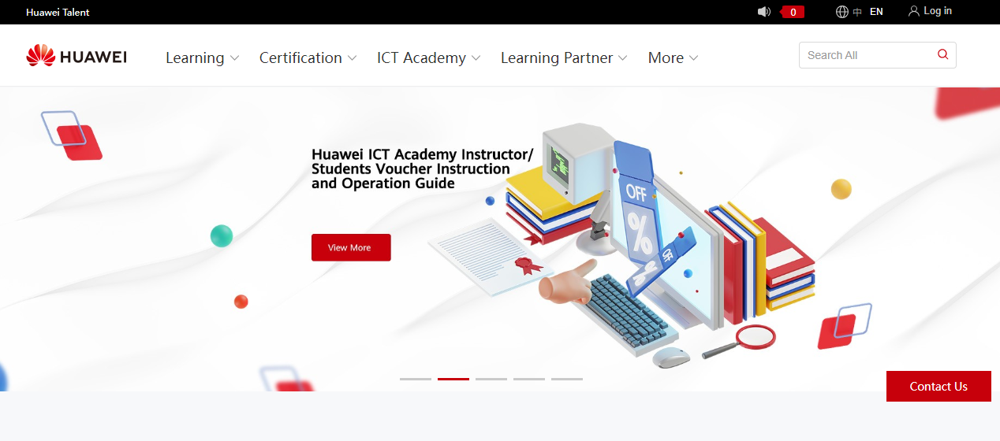 Huawei Talent
0
中 EN
Log in
HUAWEI
Learning
Certification
ICT Academy
Learning Partner
More
Search All
Huawei ICT Academy Instructor/
Students Voucher Instruction
and Operation Guide
View More
OFF
%
OFF
%
Contact Us